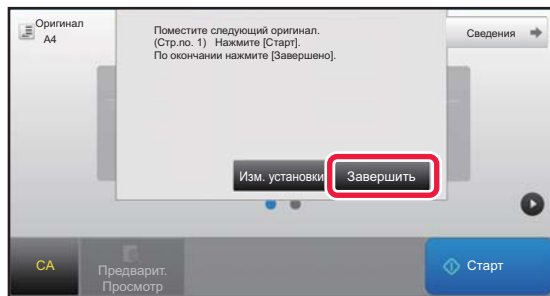 Оригинал
A4
Поместите следующий оригинал.
(Стр.no. 1) Нажмите [Старт].
По окончании нажмите [Завершено].
Сведения
Изм. установки
Завершить
CA
Предварит.
Просмотр
Старт